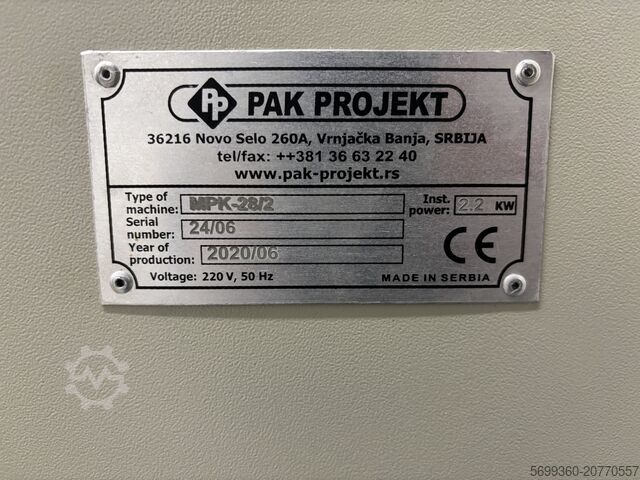 PP PAK PROJEKT
36216 Novo Selo 260A, Vrnjačka Banja, SRBIJA
tel/fax: ++381 36 63 22 40
www.pak-projekt.rs
Type of machine: MPK-28/2 Inst. power: 2.2 KW
Serial number: 24/06
Year of production: 2020/06 CE
Voltage: 220 V, 50 Hz MADE IN SERBIA
5699360-20770557